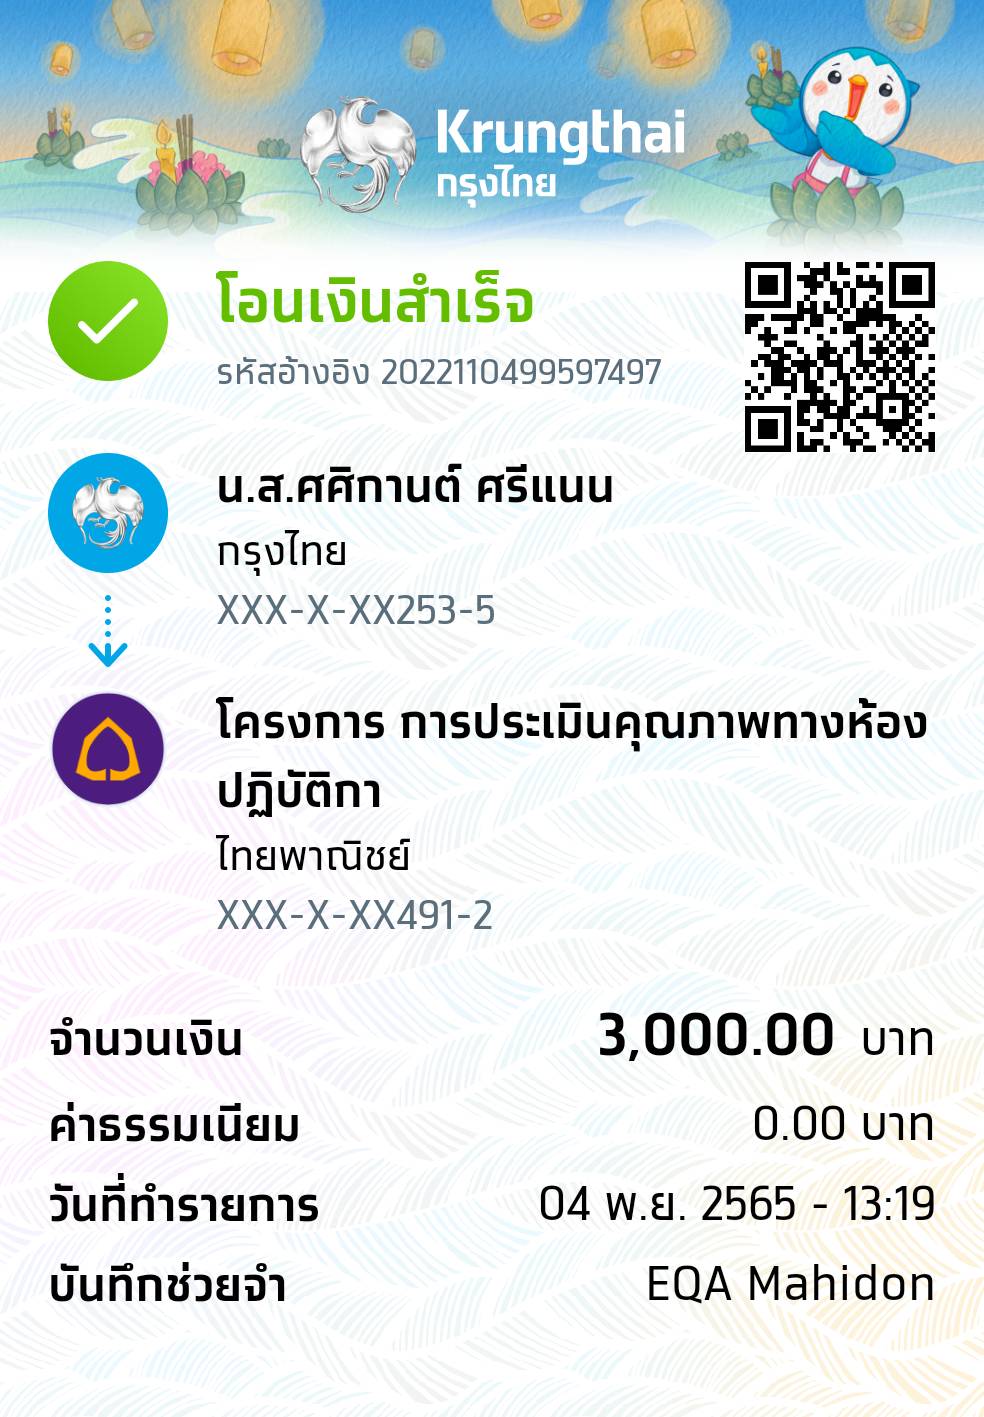 Krungthai
กรุงไทย
โอนเงินสำเร็จ
รหัสอ้างอิง 2022110499597497
น.ส.ศศิกานต์ ศรีแนน
กรุงไทย
XXX-X-XX253-5
โครงการ การประเมินคุณภาพทางห้อง
ปฏิบัติกา
ไทยพาณิชย์
XXX-X-XX491-2
จำนวนเงิน 3,000.00 บาท
ค่าธรรมเนียม 0.00 บาท
วันที่ทำรายการ 04 พ.ย. 2565 - 13:19
บันทึกช่วยจำ EQA Mahidon